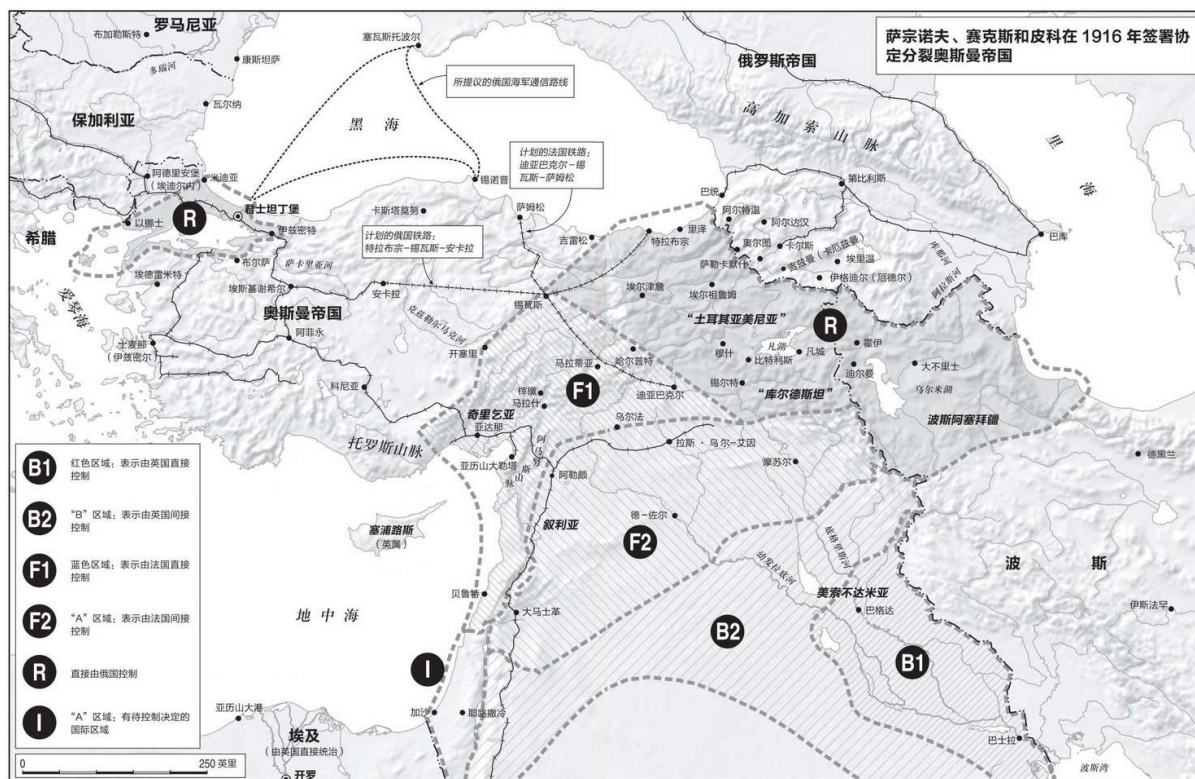 萨宗诺夫、赛克斯和皮科在 1916 年签署协
定分裂奥斯曼帝国
罗马尼亚
布加勒斯特
多瑙河
康斯坦萨
瓦尔纳
保加利亚
塞瓦斯托波尔
所提议的俄国海军通信路线
黑 海
俄罗斯帝国
高加索山脉
里 海
阿德里安堡
(埃迪尔内)
米迪亚
君士坦丁堡
R
以挪士
伊兹密特
希腊
布尔萨
埃德雷米特
爱琴海
萨卡里亚河
埃斯基谢希尔
奥斯曼帝国
阿菲永
士麦那
(伊兹密尔)
科尼亚
安卡拉
卡斯塔莫努
锡诺普
萨姆松
计划的法国铁路:
迪亚巴克尔-锡
瓦斯-萨姆松
计划的俄国铁路:
特拉布宗-锡瓦斯-安卡拉
吉雷松
特拉布宗
里泽
巴统
阿尔特温
阿尔达汉
第比利斯
奥尔图
卡尔斯
萨勒卡默什
吉兹曼(卡厄兹曼)
埃里温
伊格迪尔(厄德尔)
库那河
阿拉斯河
巴库
锡瓦斯
埃尔津詹
埃尔祖鲁姆
“土耳其亚美尼亚”
R
克兹勒尔马克河
开塞里
马拉蒂亚
哈尔普特
穆什
凡湖
比特利斯
凡城
霍伊
迪尔曼
大不里士
乌尔米湖
F1
梓橔
马拉什
迪亚巴克尔
锡尔特
“库尔德斯坦”
波斯阿塞拜疆
奇里乞亚
亚达那
托罗斯山脉
乌尔法
亚历山大勒塔
阿马努斯山脉
阿勒颇
拉斯·乌尔-艾因
摩苏尔
德黑兰
塞浦路斯
(英属)
叙利亚
德-佐尔
F2
幼发拉底河
底格里斯河
美索不达米亚
巴格达
波 斯
伊斯法罕
地中海
贝鲁特
大马士革
B2
B1
I
加沙
耶路撒冷
亚历山大港
埃及
(由英国直接统治)
开罗
巴士拉
波斯湾
B1
红色区域:表示由英国直接
控制
B2
“B”区域:表示由英国间接
控制
F1
蓝色区域:表示由法国直接
控制
F2
“A”区域:表示由法国间接
控制
R
直接由俄国控制
I
“A”区域:有待控制决定的
国际区域
0 250 英里